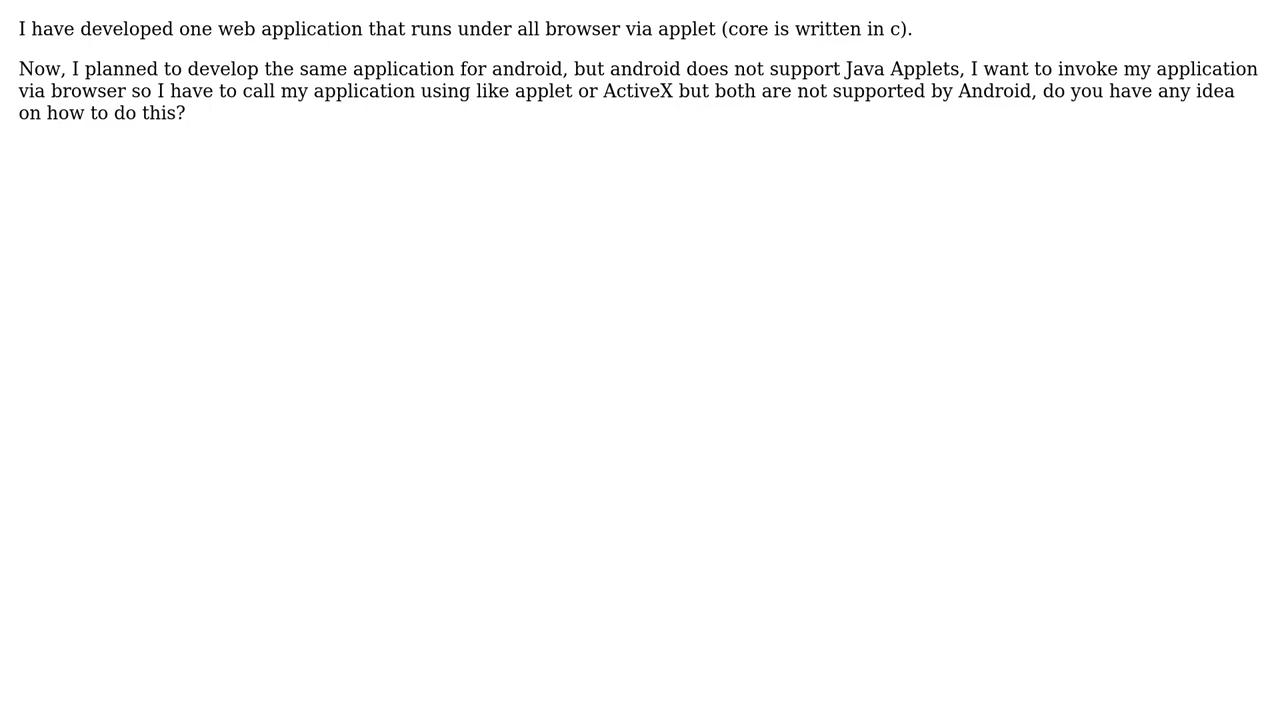 I have developed one web application that runs under all browser via applet (core is written in c).
Now, I planned to develop the same application for android, but android does not support Java Applets, I want to invoke my application
via browser so I have to call my application using like applet or ActiveX but both are not supported by Android, do you have any idea
on how to do this?